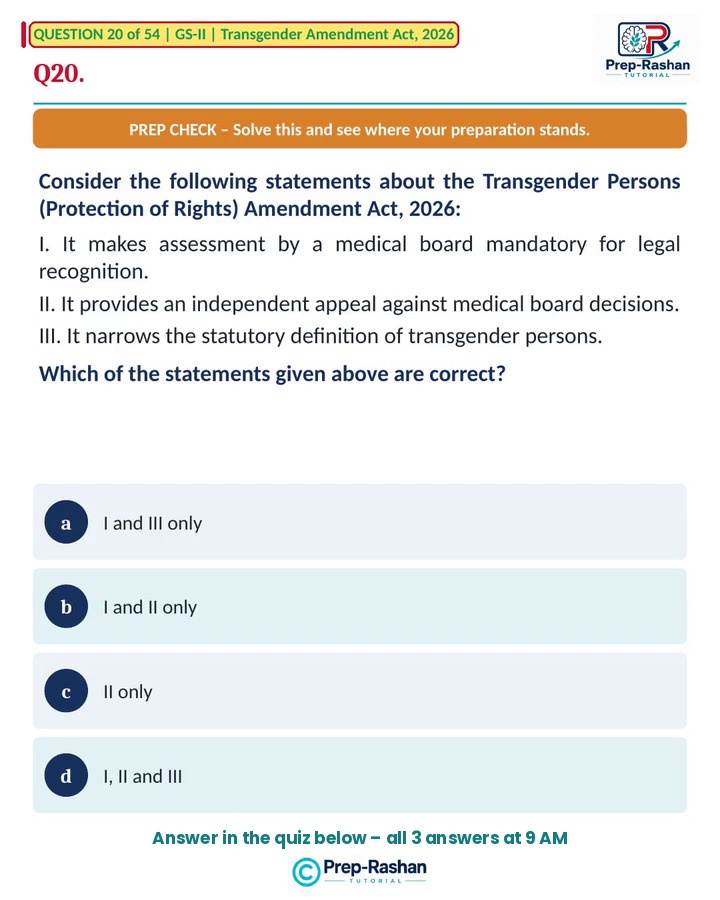 QUESTION 20 of 54 | GS-II | Transgender Amendment Act, 2026
Prep-Rashan
TUTORIAL
Q20.
PREP CHECK – Solve this and see where your preparation stands.
Consider the following statements about the Transgender Persons
(Protection of Rights) Amendment Act, 2026:
I. It makes assessment by a medical board mandatory for legal
recognition.
II. It provides an independent appeal against medical board decisions.
III. It narrows the statutory definition of transgender persons.
Which of the statements given above are correct?
a I and III only
b I and II only
c II only
d I, II and III
Answer in the quiz below – all 3 answers at 9 AM
© Prep-Rashan
TUTORIAL